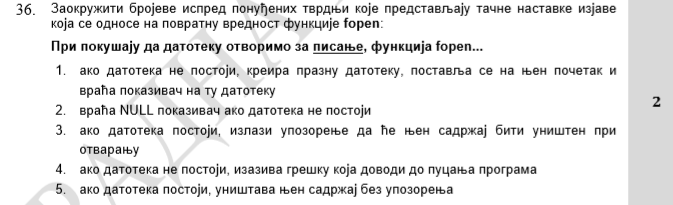 36. Заокружити бројеве испред понуђених тврдњи које представљају тачне наставке изјаве
која се односе на повратну вредност функције fopen:
При покушају да датотеку отворимо за писање, функција fopen...
1. ако датотека не постоји, креира празну датотеку, поставља се на њен почетак и
враћа показивач на ту датотеку
2. враћа NULL показивач ако датотека не постоји
3. ако датотека постоји, излази упозорење да ће њен садржај бити уништен при
отварању
4. ако датотека не постоји, изазива грешку која доводи до пуцања програма
5. ако датотека постоји, уништава њен садржај без упозорења
2